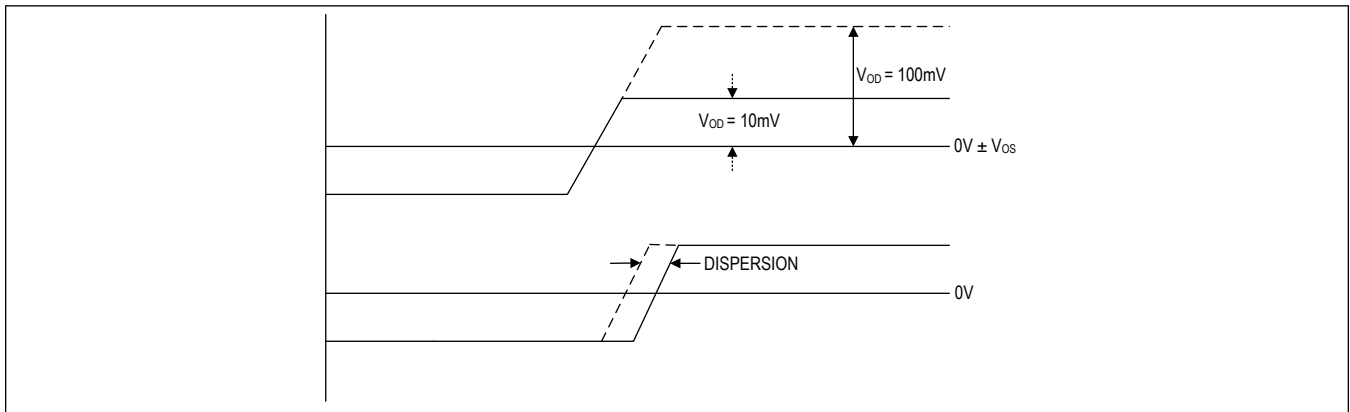 V_OD = 100mV
V_OD = 10mV
0V ± V_OS
DISPERSION
0V